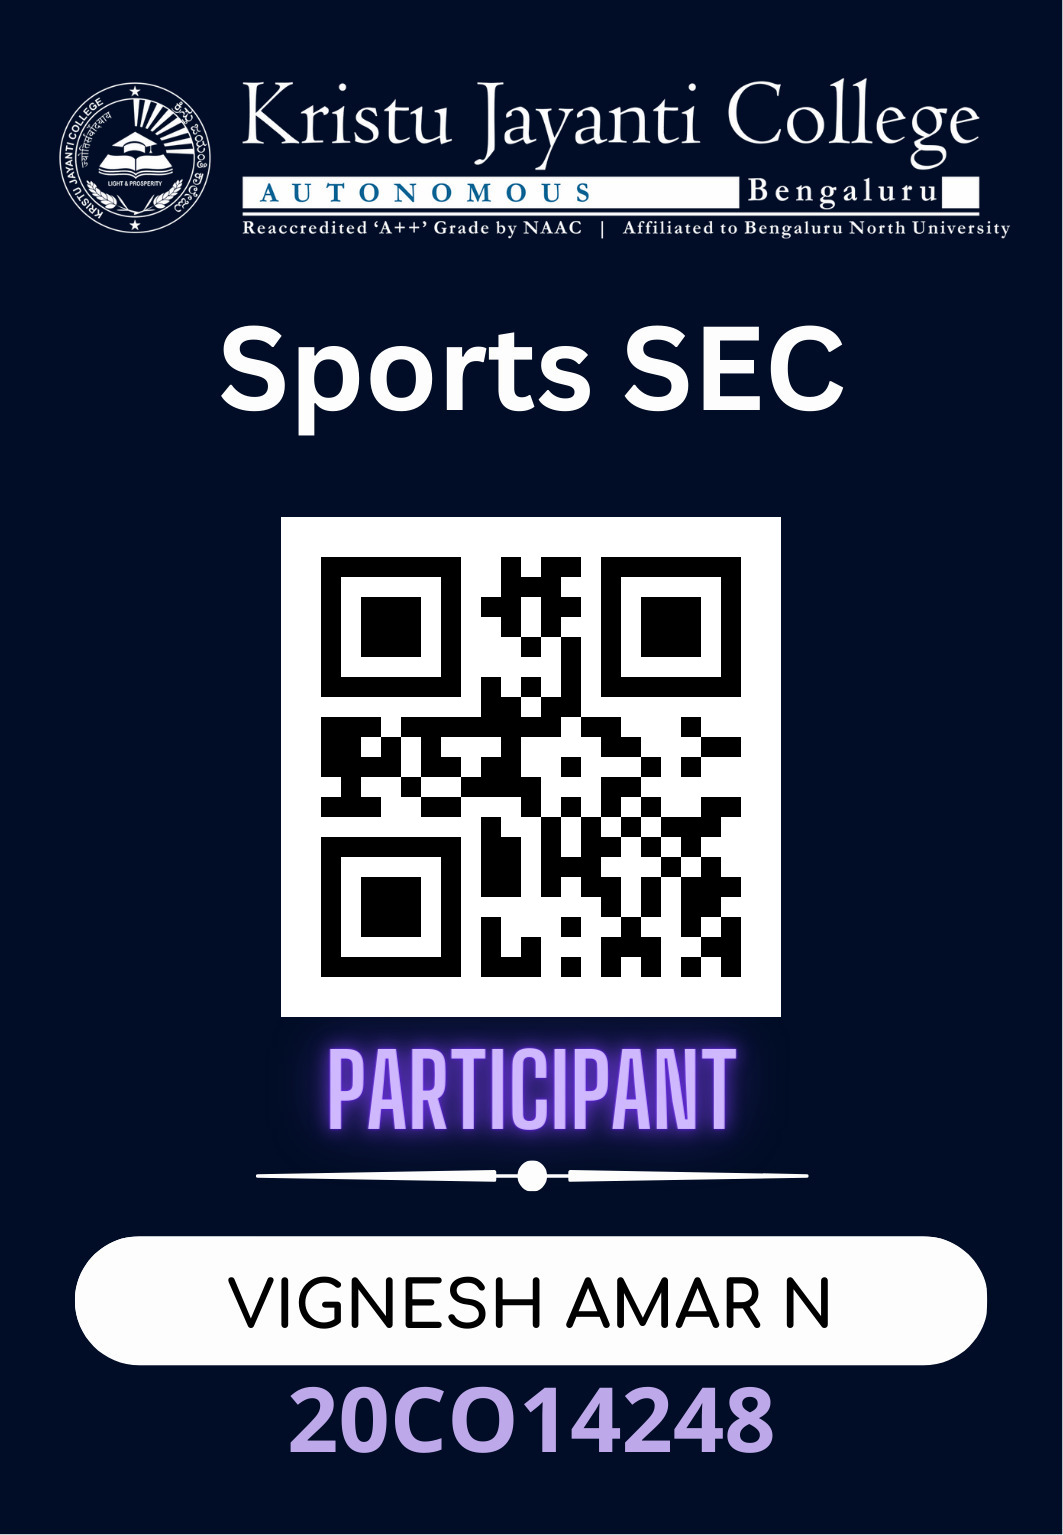 Kristu Jayanti College
AUTONOMOUS Bengaluru
Reaccredited ‘A++’ Grade by NAAC | Affiliated to Bengaluru North University
KRISTU JAYANTI COLLEGE
LIGHT & PROSPERITY
Sports SEC
PARTICIPANT
VIGNESH AMAR N
20CO14248